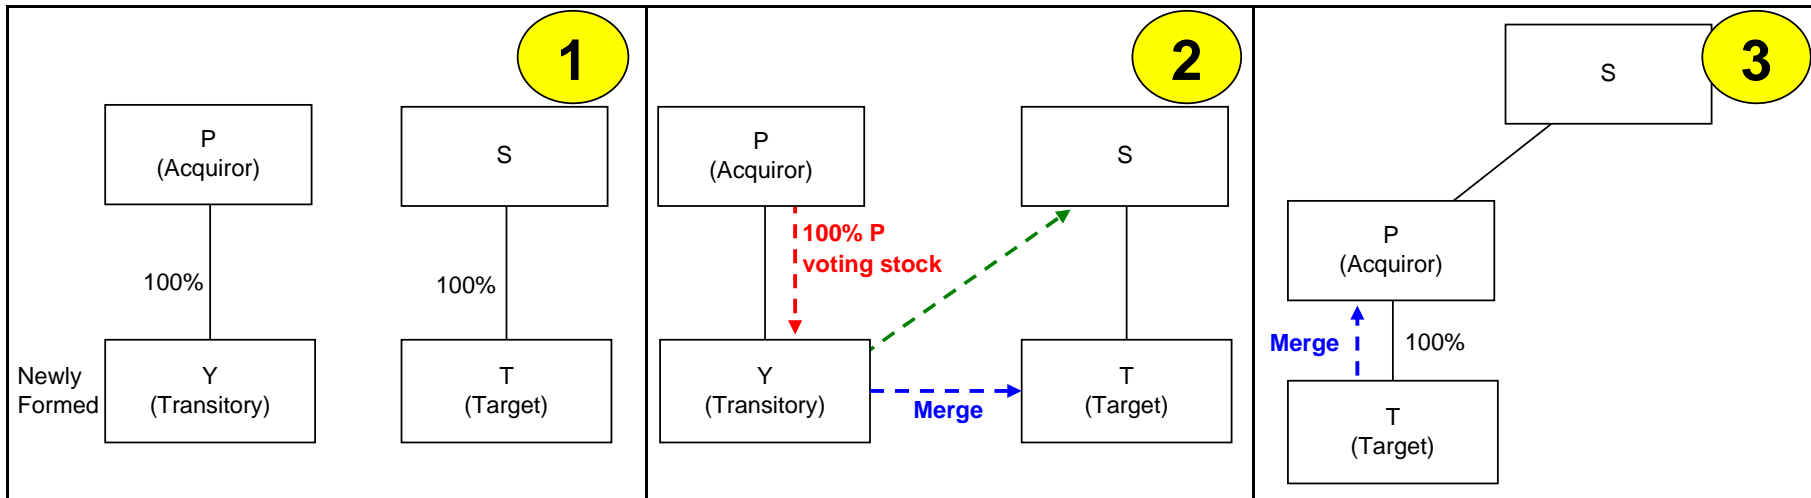 1
P
(Acquiror)
S
100%
100%
Newly
Formed
Y
(Transitory)
T
(Target)
2
P
(Acquiror)
S
100% P
voting stock
Y
(Transitory)
Merge
T
(Target)
3
S
P
(Acquiror)
Merge
100%
T
(Target)